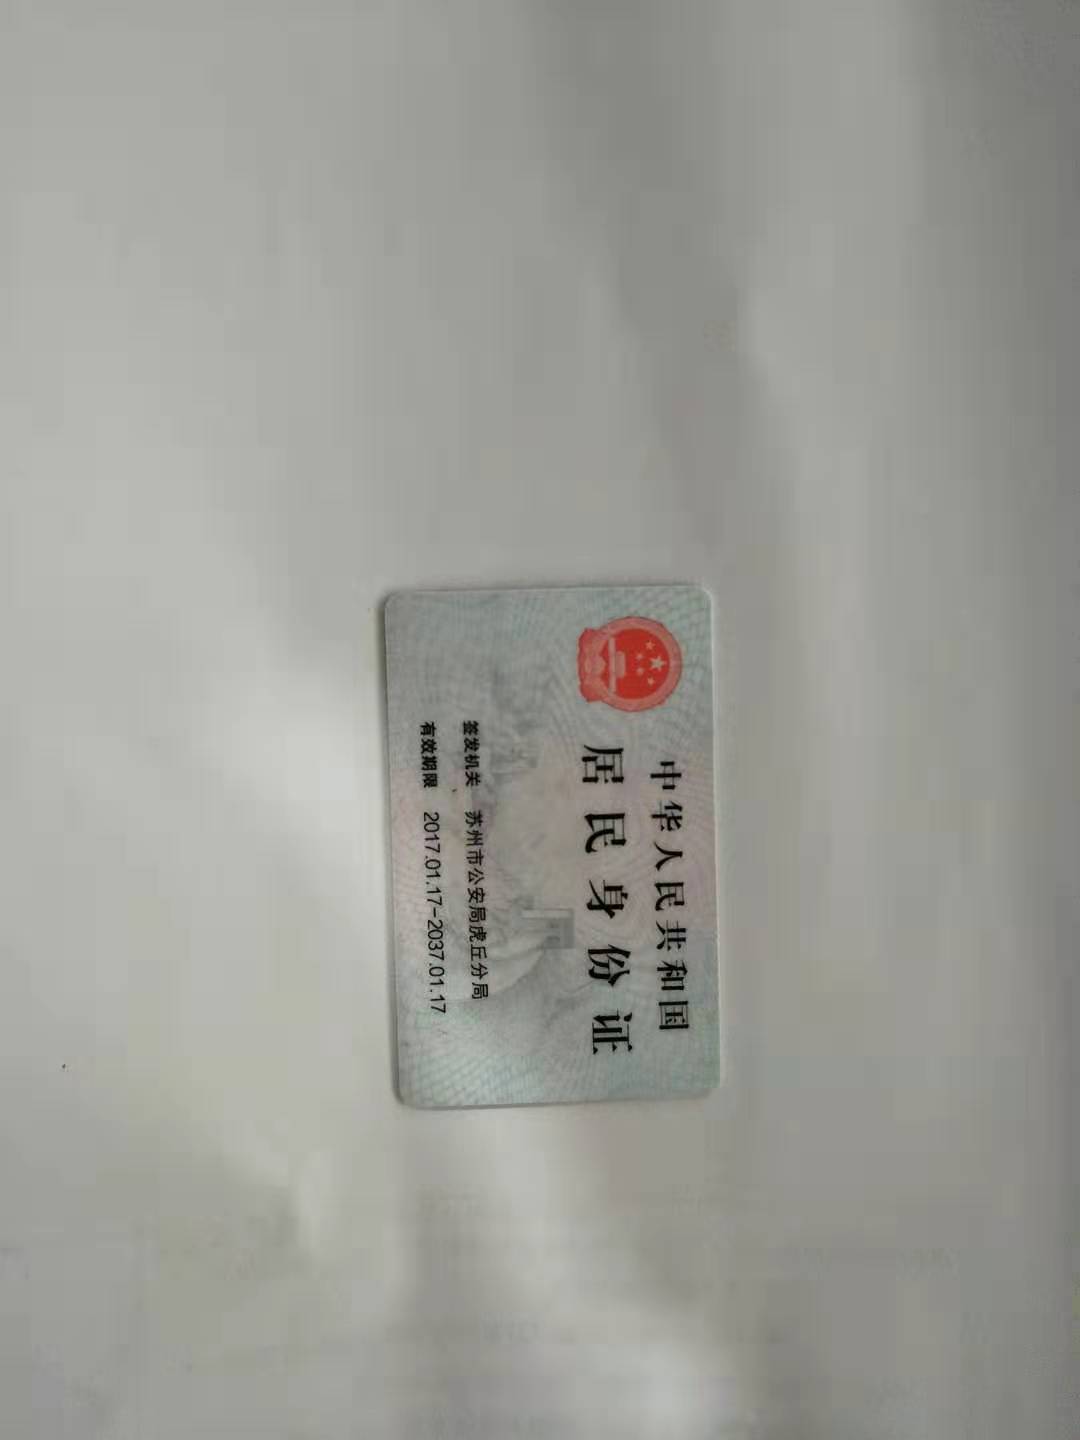 中华人民共和国
居民身份证
签发机关 苏州市公安局虎丘分局
有效期限 2017.01.17-2037.01.17